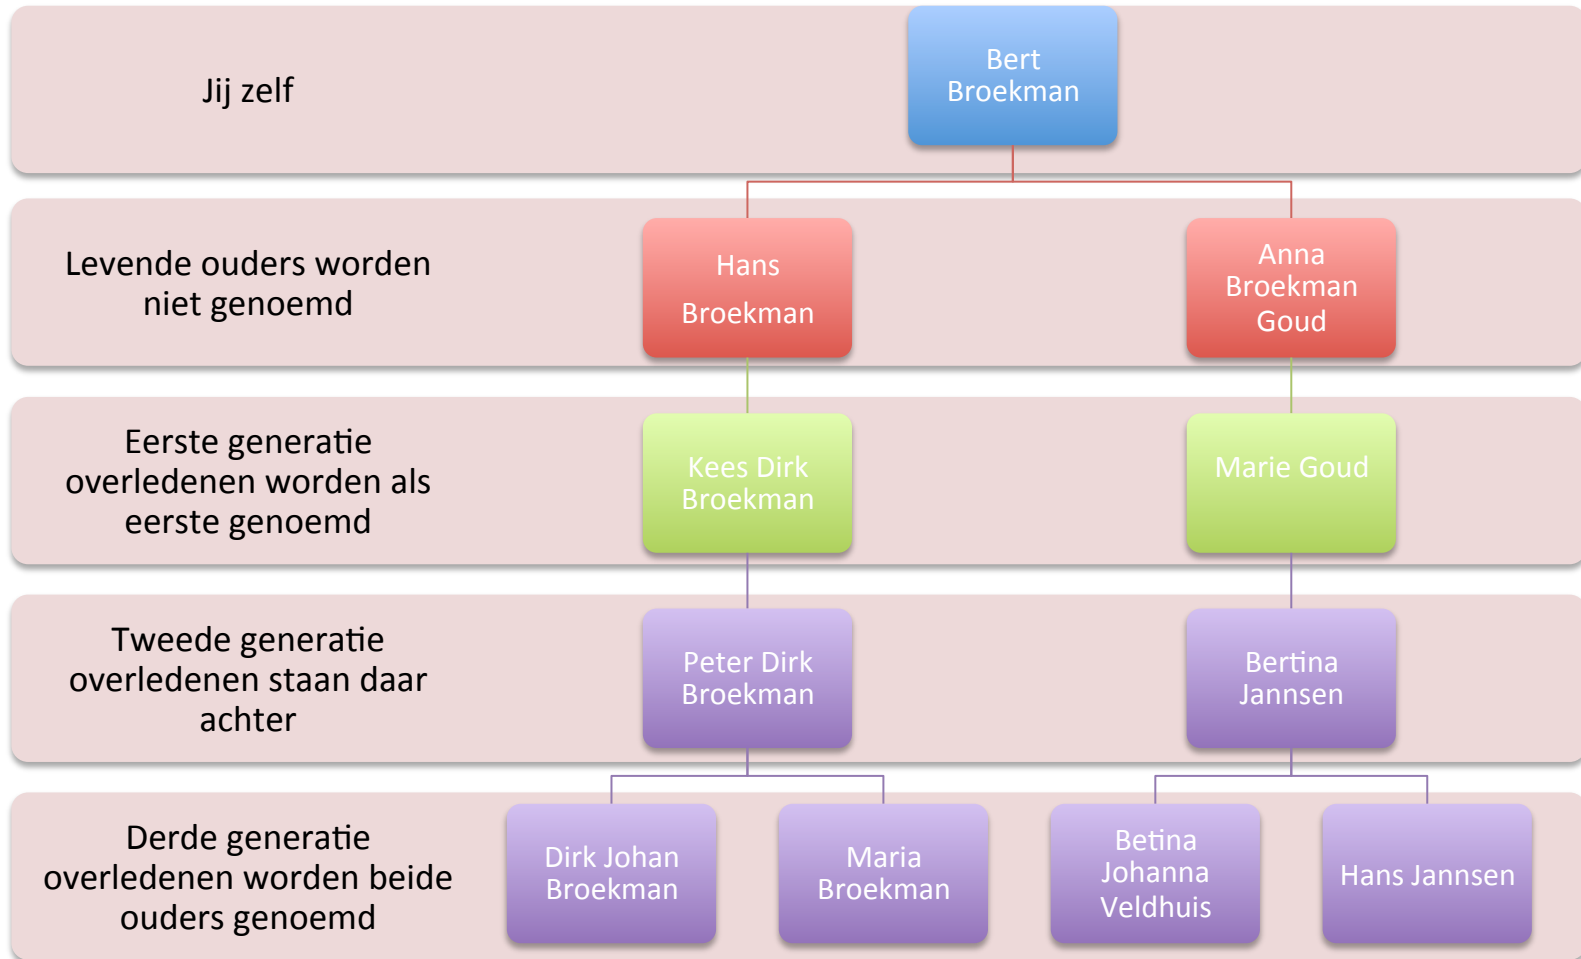 Jij zelf
Bert
Broekman
Levende ouders worden
niet genoemd
Hans
Broekman
Anna
Broekman
Goud
Eerste generatie
overledenen worden als
eerste genoemd
Kees Dirk
Broekman
Marie Goud
Tweede generatie
overledenen staan daar
achter
Peter Dirk
Broekman
Bertina
Jannsen
Derde generatie
overledenen worden beide
ouders genoemd
Dirk Johan
Broekman
Maria
Broekman
Betina
Johanna
Veldhuis
Hans Jannsen